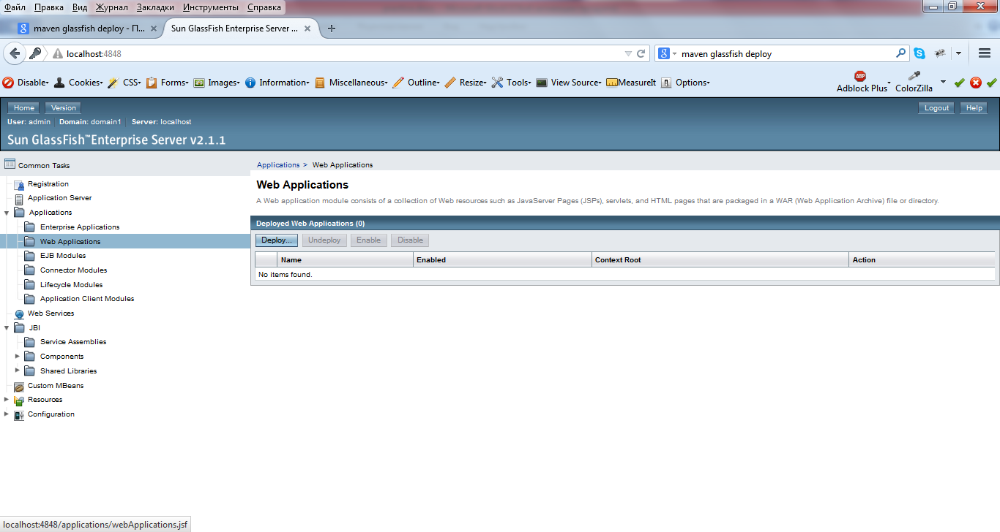 Файл Правка Вид Журнал Закладки Инструменты Справка
maven glassfish deploy - П... Sun GlassFish Enterprise Server ...
localhost:4848 maven glassfish deploy
Disable Cookies CSS Forms Images Information Miscellaneous Outline Resize Tools View Source MeasureIt Options
ABP
Adblock Plus ColorZilla
Home Version Logout Help
User: admin Domain: domain1 Server: localhost
Sun GlassFish™ Enterprise Server v2.1.1
Common Tasks
Registration
Application Server
Applications
Enterprise Applications
Web Applications
EJB Modules
Connector Modules
Lifecycle Modules
Application Client Modules
Web Services
JBI
Service Assemblies
Components
Shared Libraries
Custom MBeans
Resources
Configuration
Applications > Web Applications
Web Applications
A Web application module consists of a collection of Web resources such as JavaServer Pages (JSPs), servlets, and HTML pages that are packaged in a WAR (Web Application Archive) file or directory.
Deployed Web Applications (0)
Deploy... Undeploy Enable Disable
Name Enabled Context Root Action
No items found.
localhost:4848/applications/webApplications.jsf